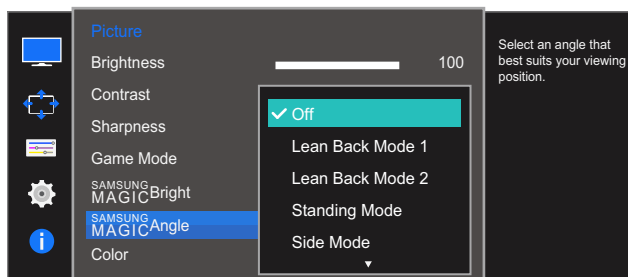 Picture
Brightness 100
Contrast
Sharpness
Game Mode
SAMSUNG
MAGICBright
SAMSUNG
MAGICAngle
Color
Off
Lean Back Mode 1
Lean Back Mode 2
Standing Mode
Side Mode
Select an angle that
best suits your viewing
position.